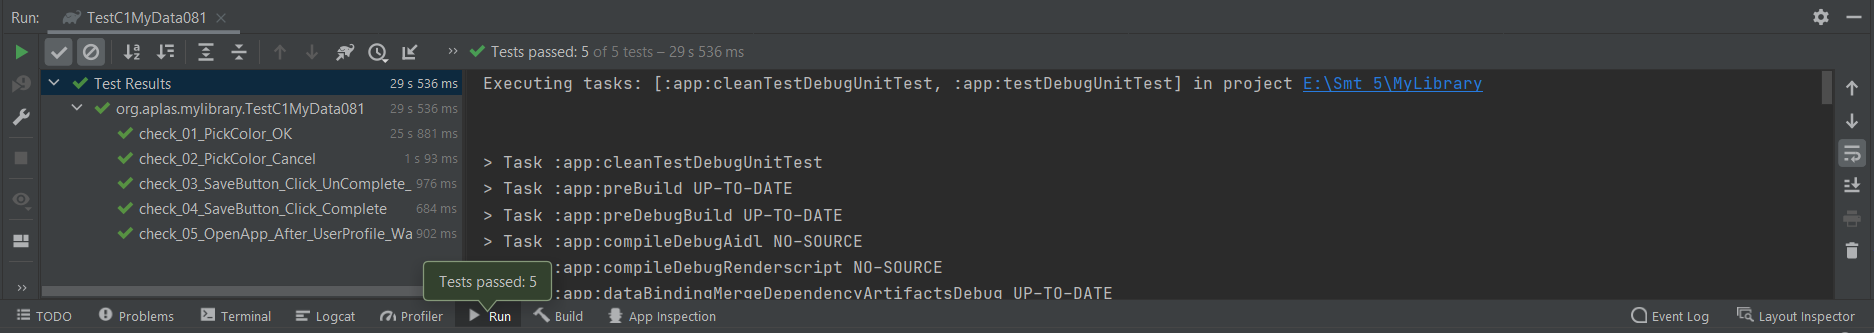 Run: TestC1MyData081
Tests passed: 5 of 5 tests – 29 s 536 ms
Test Results 29 s 536 ms
org.aplas.mylibrary.TestC1MyData081 29 s 536 ms
check_01_PickColor_OK 25 s 881 ms
check_02_PickColor_Cancel 1 s 93 ms
check_03_SaveButton_Click_UnComplete_ 976 ms
check_04_SaveButton_Click_Complete 684 ms
check_05_OpenApp_After_UserProfile_Wa 902 ms
Executing tasks: [:app:cleanTestDebugUnitTest, :app:testDebugUnitTest] in project E:\Smt 5\MyLibrary
> Task :app:cleanTestDebugUnitTest
> Task :app:preBuild UP-TO-DATE
> Task :app:preDebugBuild UP-TO-DATE
> Task :app:compileDebugAidl NO-SOURCE
:app:compileDebugRenderscript NO-SOURCE
:app:dataBindingMergeDependencyArtifactsDebug UP-TO-DATE
Tests passed: 5
TODO Problems Terminal Logcat Profiler Run Build App Inspection Event Log Layout Inspector